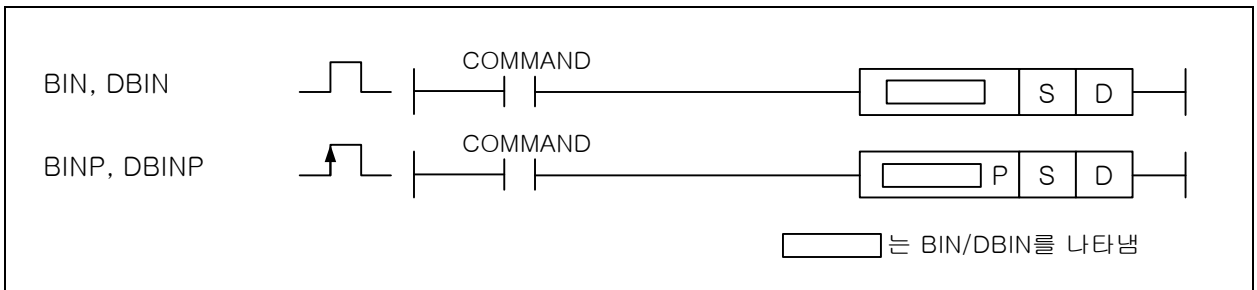 COMMAND
BIN, DBIN
S D
COMMAND
BINP, DBINP
P S D
는 BIN/DBIN를 나타냄